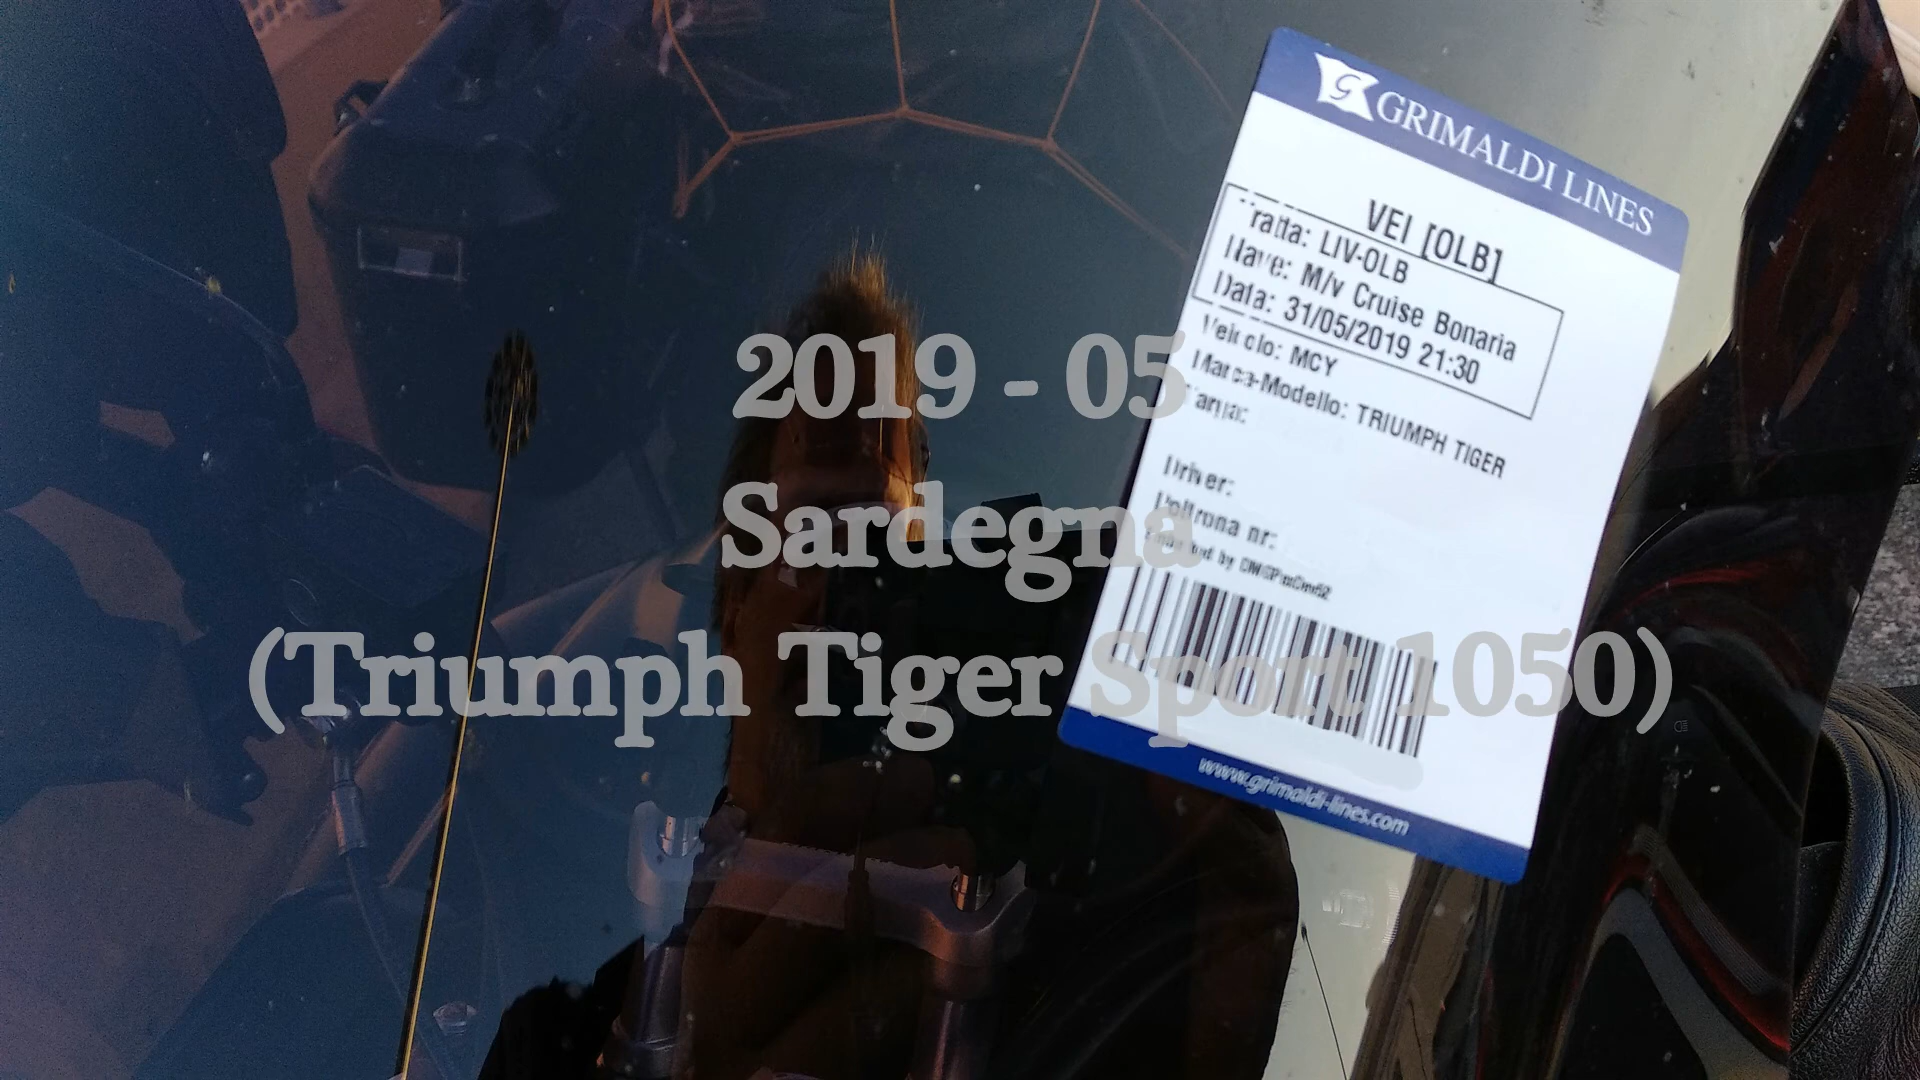 GRIMALDI LINES
VEI [OLB]
Tratta: LIV-OLB
Nave: M/v Cruise Bonaria
Data: 31/05/2019 21:30
Veicolo: MCY
Marca-Modello: TRIUMPH TIGER
Targa:
Driver:
Poltrona nr:
by
www.grimaldi-lines.com
2019 - 05
Sardegna
(Triumph Tiger Sport 1050)